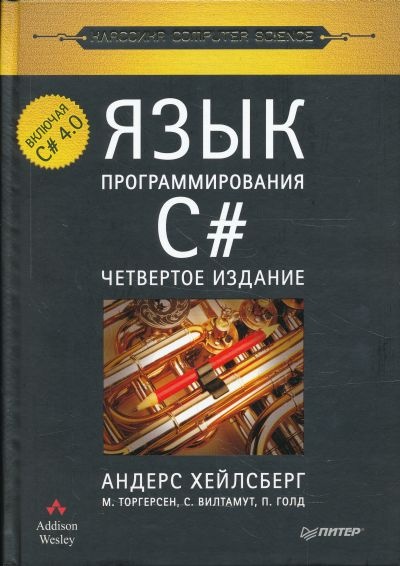 КЛАССИКА COMPUTER SCIENCE
ВКЛЮЧАЯ
C# 4.0
ЯЗЫК
ПРОГРАММИРОВАНИЯ
C#
ЧЕТВЕРТОЕ ИЗДАНИЕ
АНДЕРС ХЕЙЛСБЕРГ
М. ТОРГЕРСЕН, С. ВИЛТАМУТ, П. ГОЛД
Addison
Wesley
ПИТЕР®